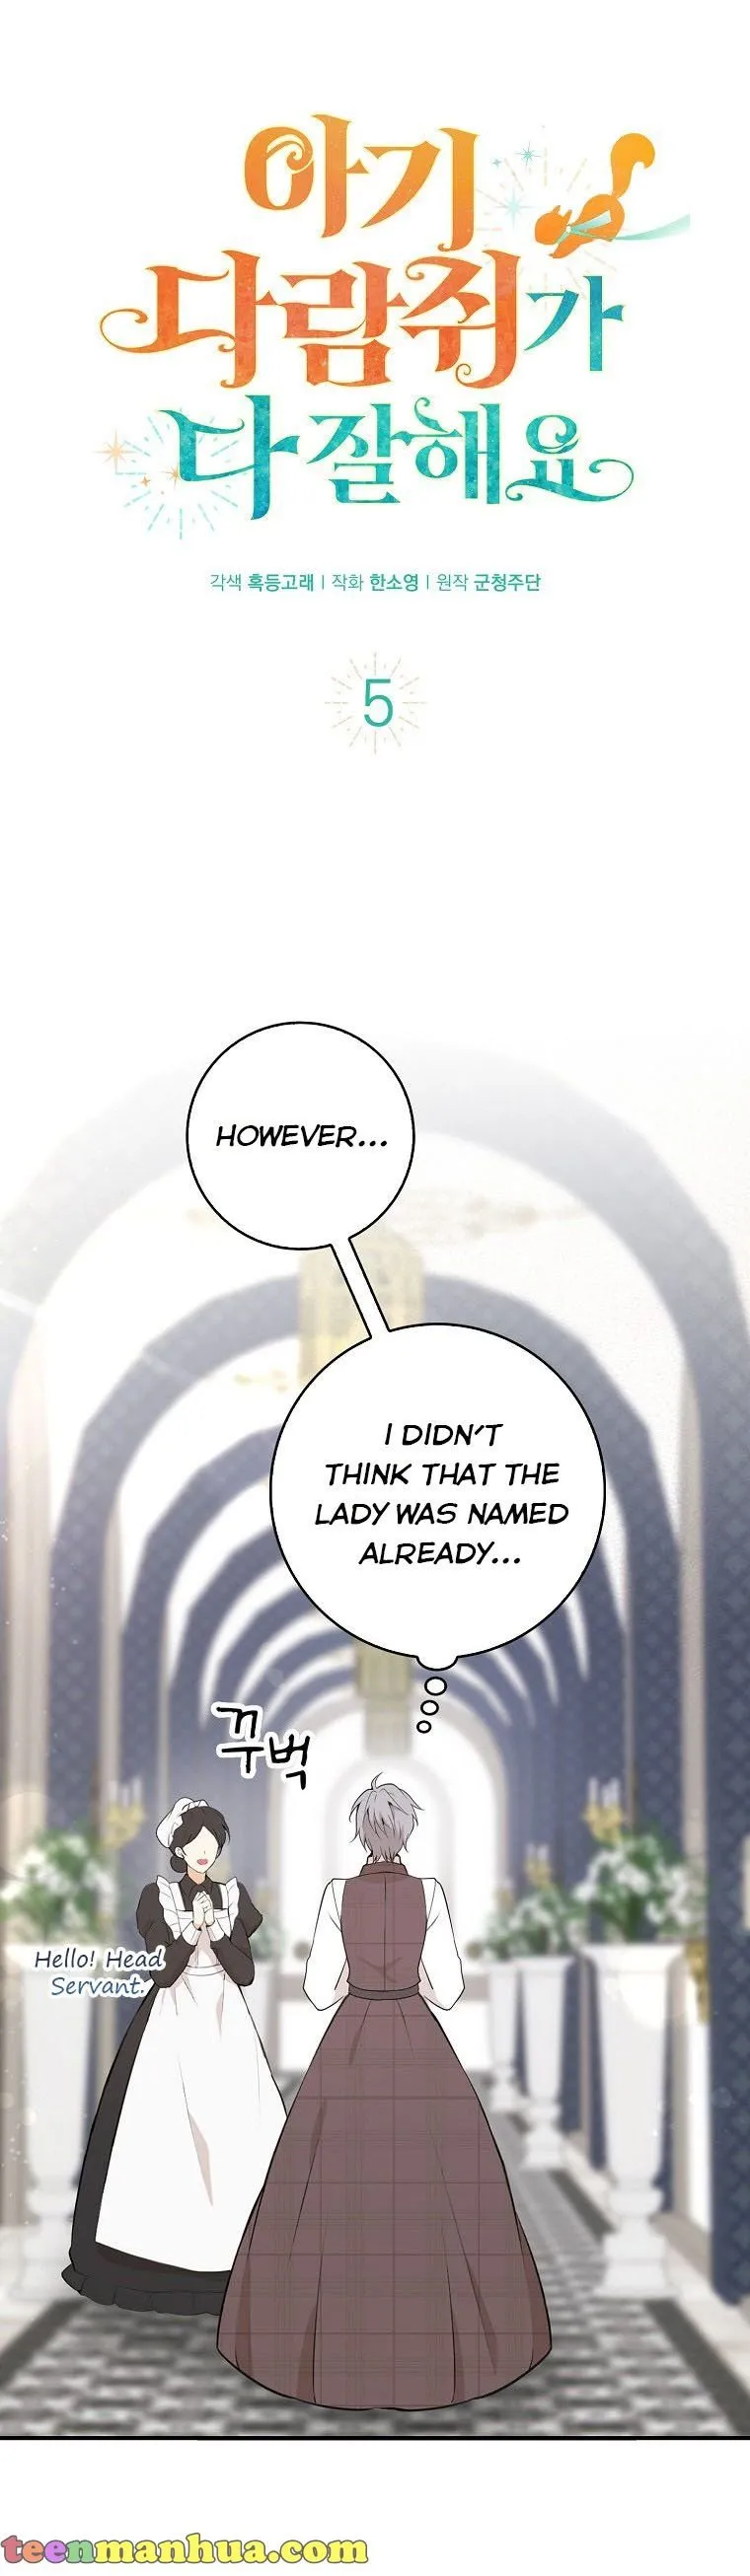 아기
다람쥐가
다 잘해요
각색 혹등고래 | 작화 한소영 | 원작 군청주단
5
HOWEVER...
I DIDN'T
THINK THAT THE
LADY WAS NAMED
ALREADY...
꾸벅
Hello! Head
Servant.
teenmanhua.com